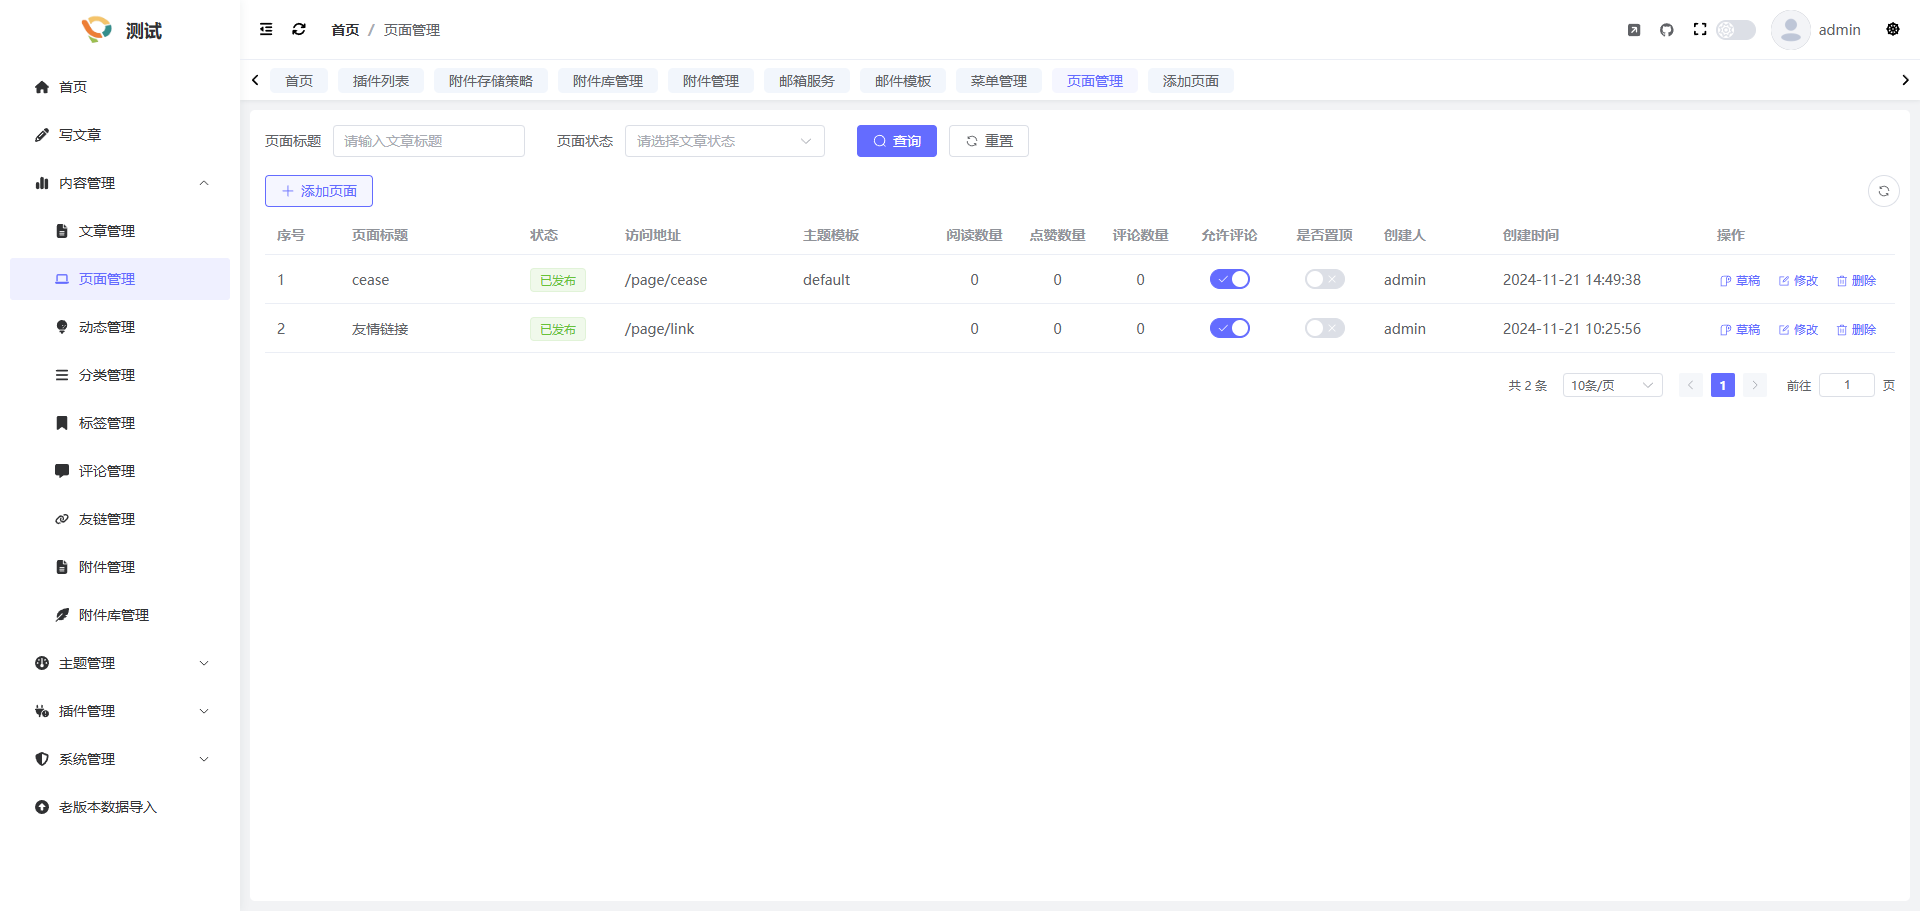 测试
首页
写文章
内容管理
文章管理
页面管理
动态管理
分类管理
标签管理
评论管理
友链管理
附件管理
附件库管理
主题管理
插件管理
系统管理
老版本数据导入
首页 / 页面管理
admin
首页 插件列表 附件存储策略 附件库管理 附件管理 邮箱服务 邮件模板 菜单管理 页面管理 添加页面
页面标题 请输入文章标题 页面状态 请选择文章状态 查询 重置
添加页面
序号 页面标题 状态 访问地址 主题模板 阅读数量 点赞数量 评论数量 允许评论 是否置顶 创建人 创建时间 操作
1 cease 已发布 /page/cease default 0 0 0 admin 2024-11-21 14:49:38 草稿 修改 删除
2 友情链接 已发布 /page/link 0 0 0 admin 2024-11-21 10:25:56 草稿 修改 删除
共 2 条 10条/页 1 前往 1 页